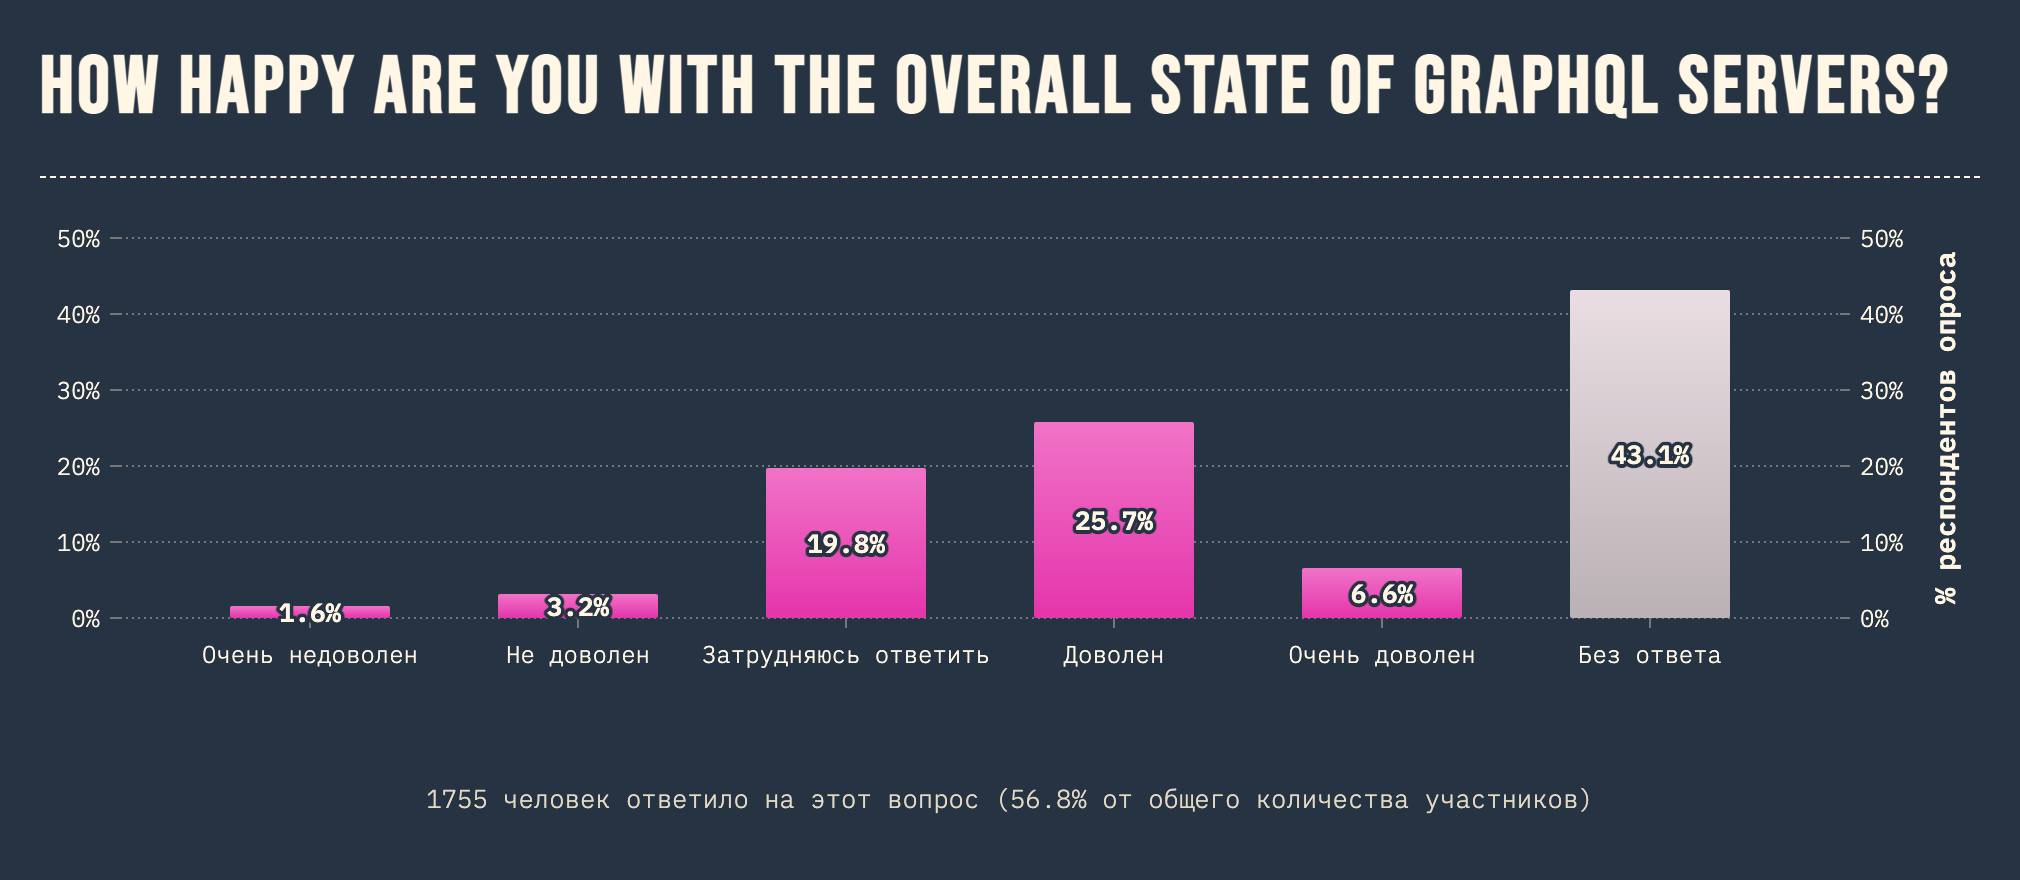 HOW HAPPY ARE YOU WITH THE OVERALL STATE OF GRAPHQL SERVERS?
50%
40%
30%
20%
10%
0%
50%
40%
30%
20%
10%
0%
% респондентов опроса
1.6%
3.2%
19.8%
25.7%
6.6%
43.1%
Очень недоволен
Не доволен
Затрудняюсь ответить
Доволен
Очень доволен
Без ответа
1755 человек ответило на этот вопрос (56.8% от общего количества участников)